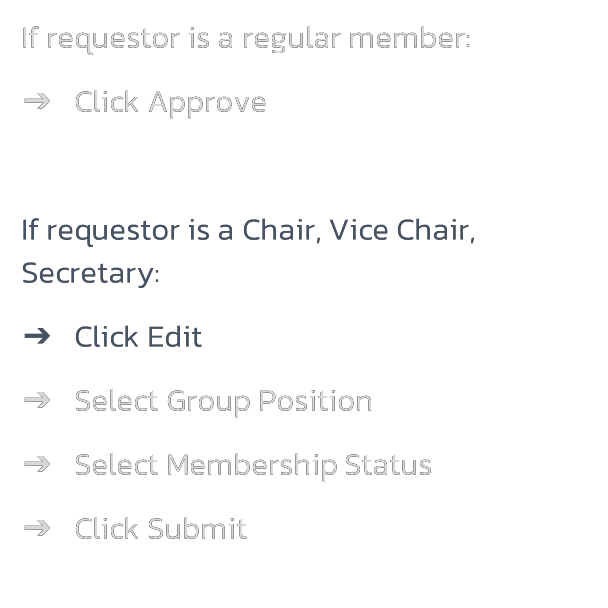 If requestor is a regular member:
➔ Click Approve
If requestor is a Chair, Vice Chair,
Secretary:
➔ Click Edit
➔ Select Group Position
➔ Select Membership Status
➔ Click Submit